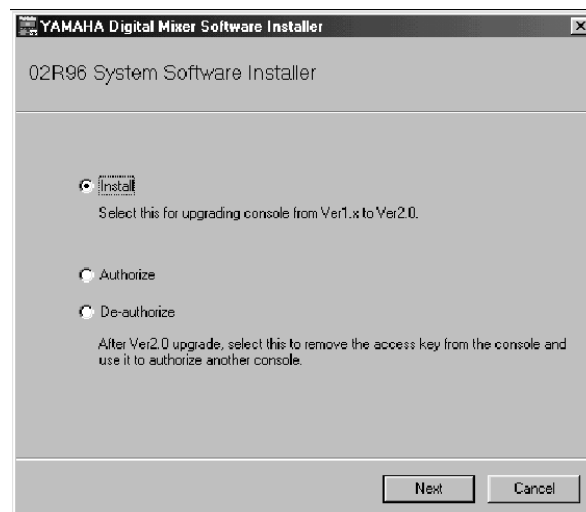 YAMAHA Digital Mixer Software Installer
02R96 System Software Installer
Install
Select this for upgrading console from Ver1.x to Ver2.0.
Authorize
De-authorize
After Ver2.0 upgrade, select this to remove the access key from the console and
use it to authorize another console.
Next
Cancel